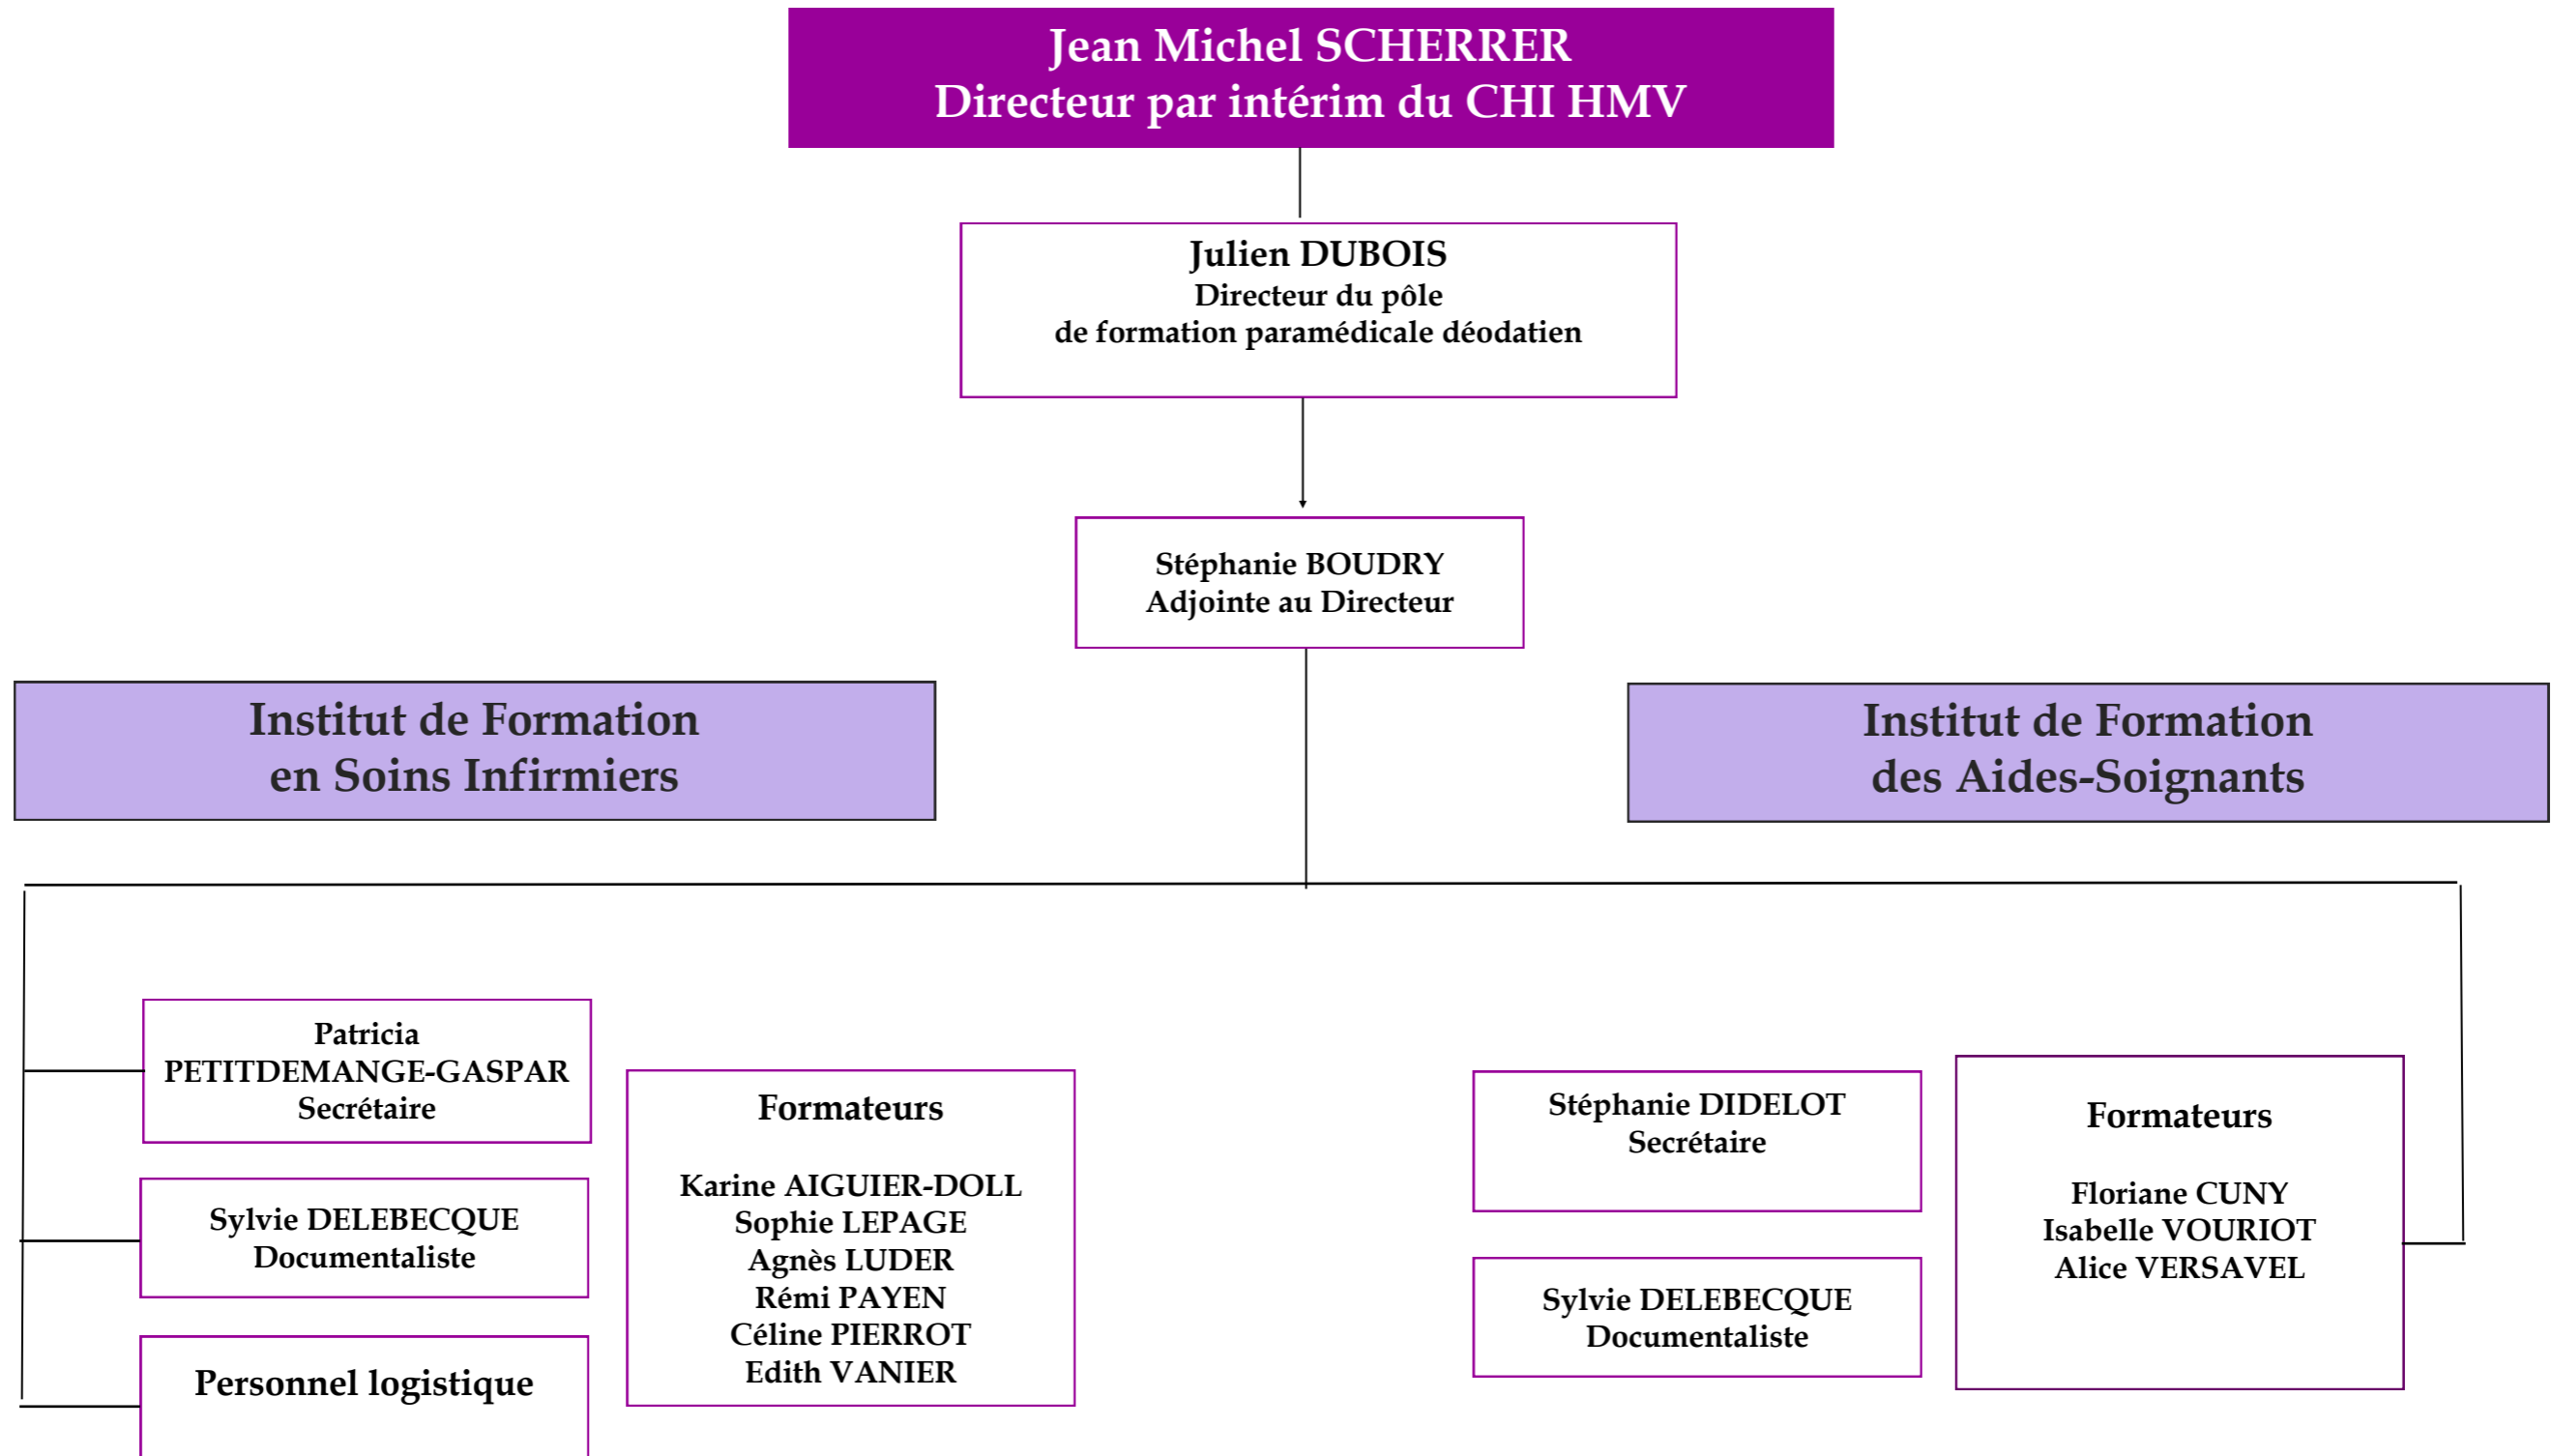 Jean Michel SCHERRER
Directeur par intérim du CHI HMV
Julien DUBOIS
Directeur du pôle
de formation paramédicale déodatien
Stéphanie BOUDRY
Adjointe au Directeur
Institut de Formation
en Soins Infirmiers
Institut de Formation
des Aides-Soignants
Patricia
PETITDEMANGE-GASPAR
Secrétaire
Sylvie DELEBECQUE
Documentaliste
Personnel logistique
Formateurs
Karine AIGUIER-DOLL
Sophie LEPAGE
Agnès LUDER
Rémi PAYEN
Céline PIERROT
Edith VANIER
Stéphanie DIDELOT
Secrétaire
Sylvie DELEBECQUE
Documentaliste
Formateurs
Floriane CUNY
Isabelle VOURIOT
Alice VERSAVEL